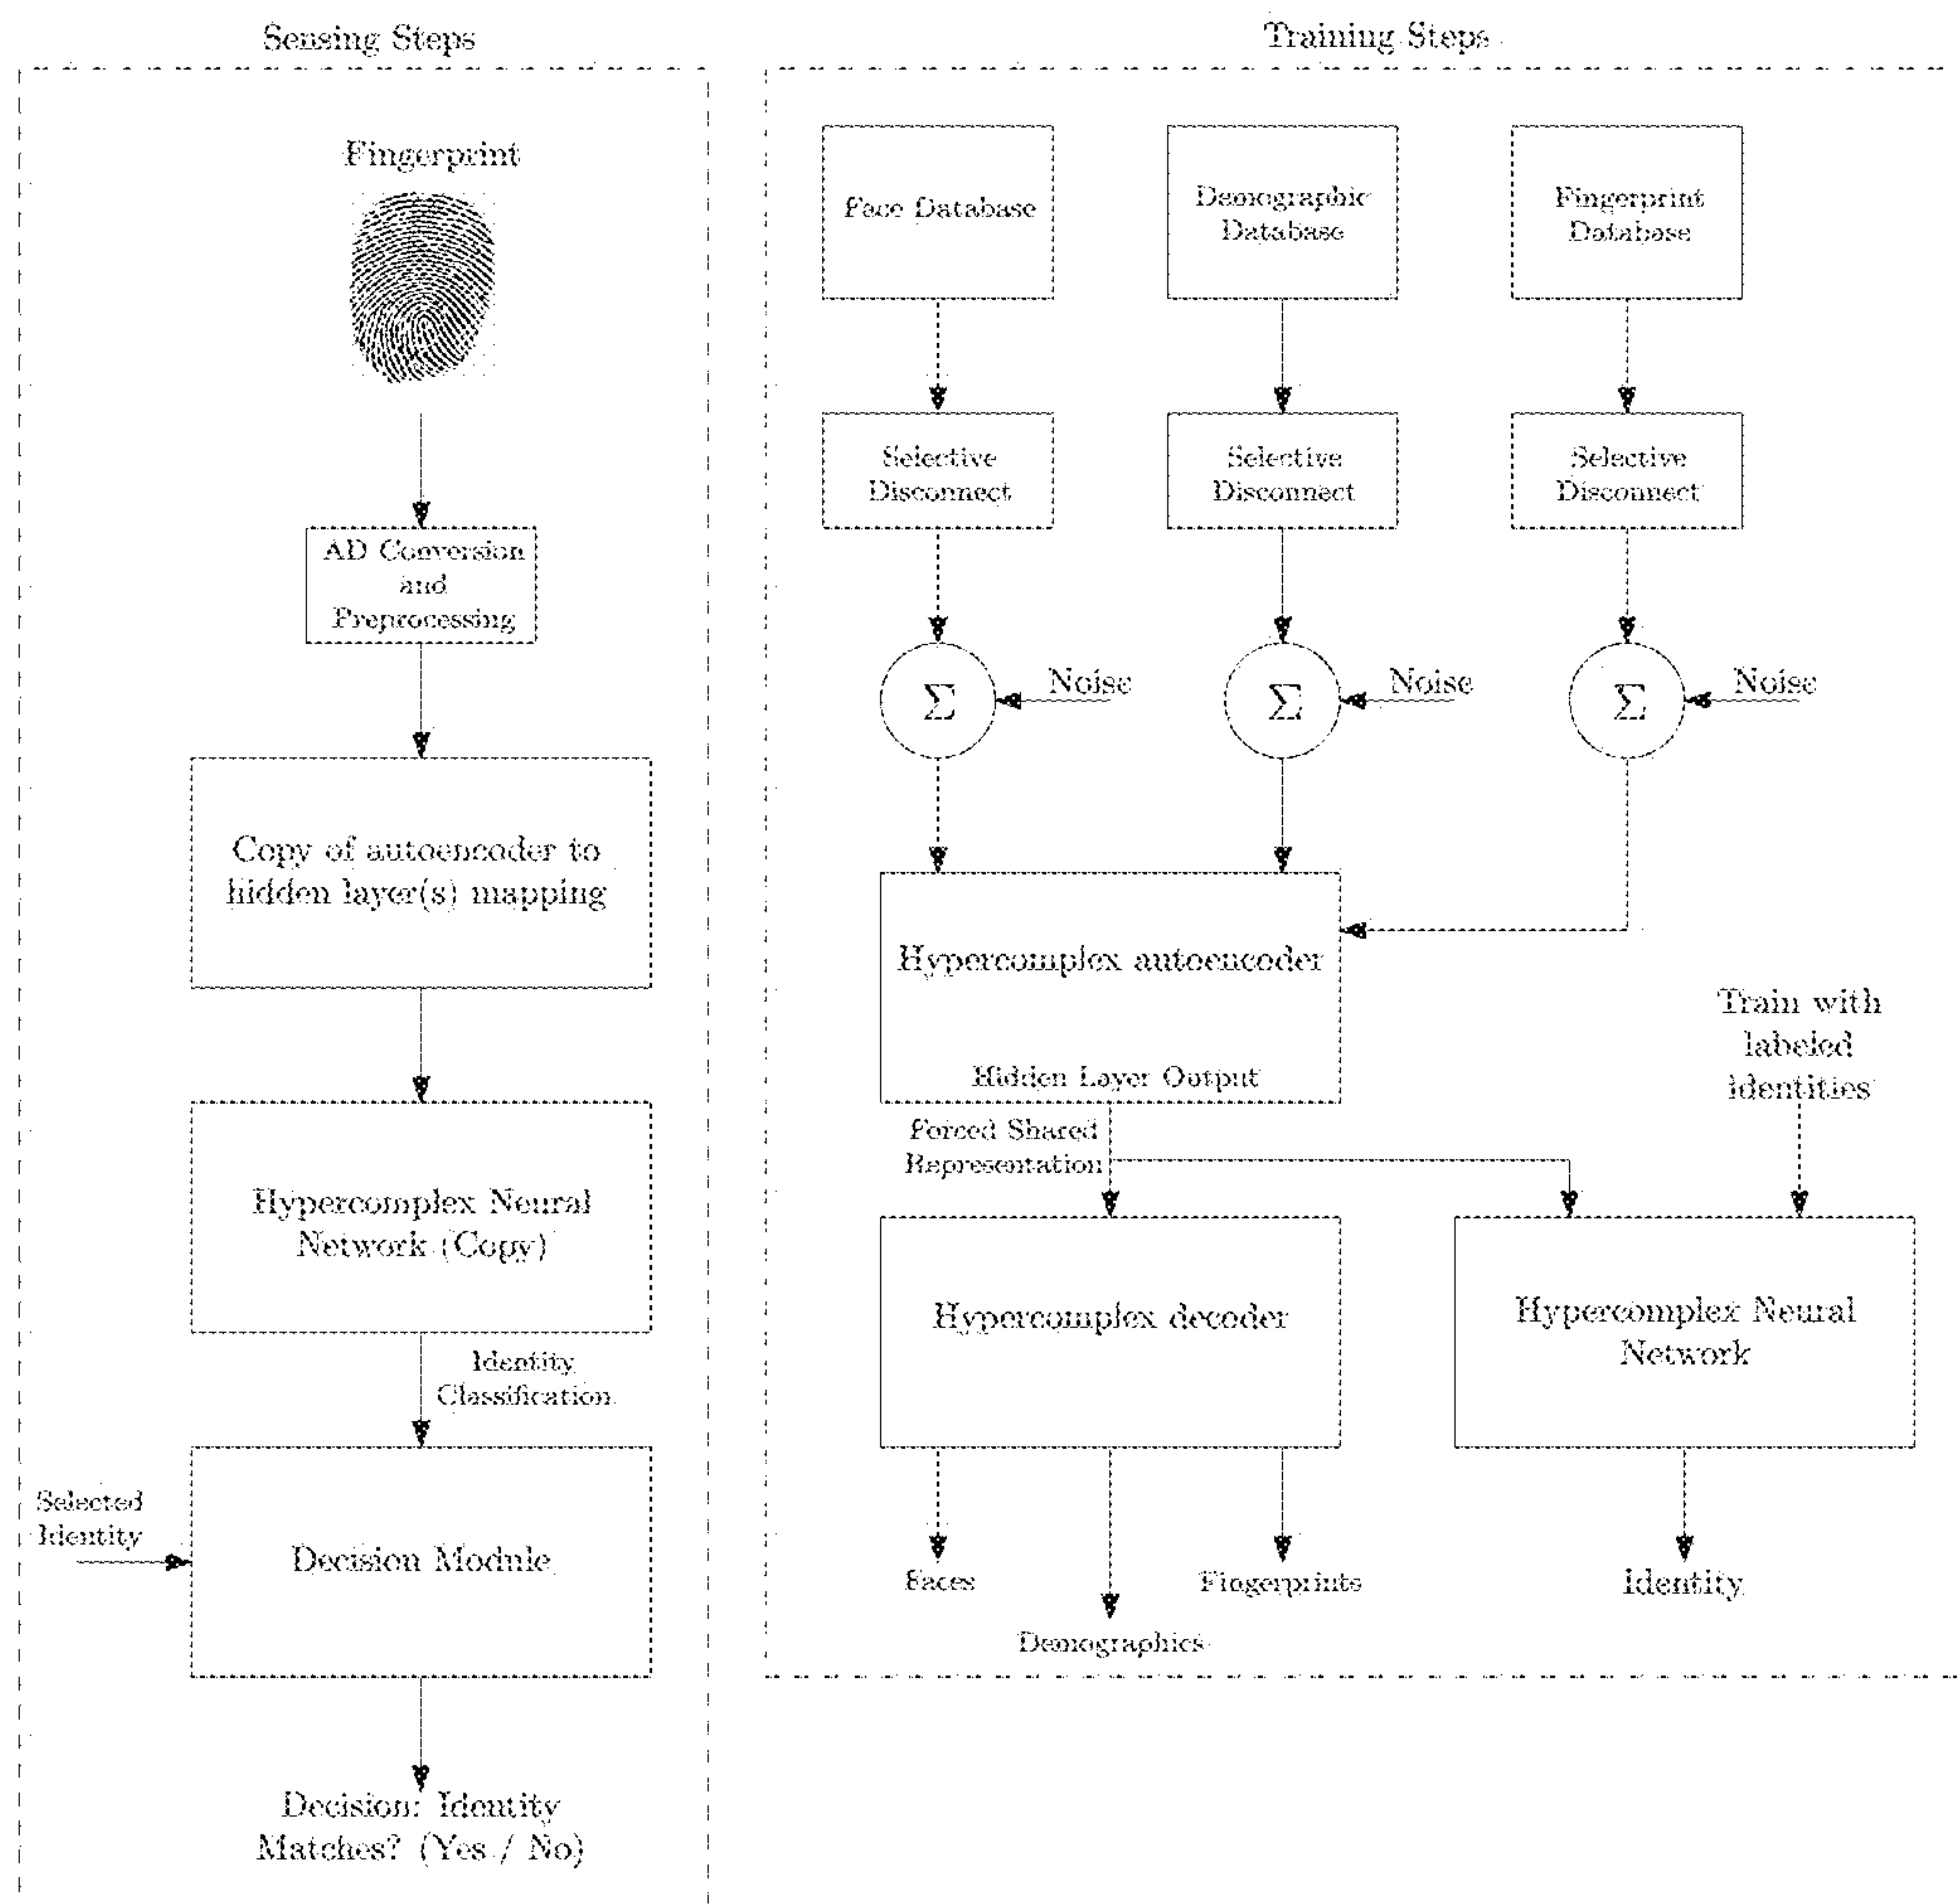 Sensing Steps
Fingerprint
AD Conversion
and
Preprocessing
Copy of autoencoder to
hidden layer(s) mapping
Hypercomplex Neural
Network (Copy)
Identity
Classification
Selected
Identity
Decision Module
Decision: Identity
Matches? (Yes / No)
Training Steps
Face Database
Demographic
Database
Fingerprint
Database
Selective
Disconnect
Selective
Disconnect
Selective
Disconnect
Σ
Noise
Σ
Noise
Σ
Noise
Hypercomplex autoencoder
Hidden Layer Output
Train with
labeled
identities
Forced Shared
Representation
Hypercomplex decoder
Hypercomplex Neural
Network
Faces
Demographics
Fingerprints
Identity